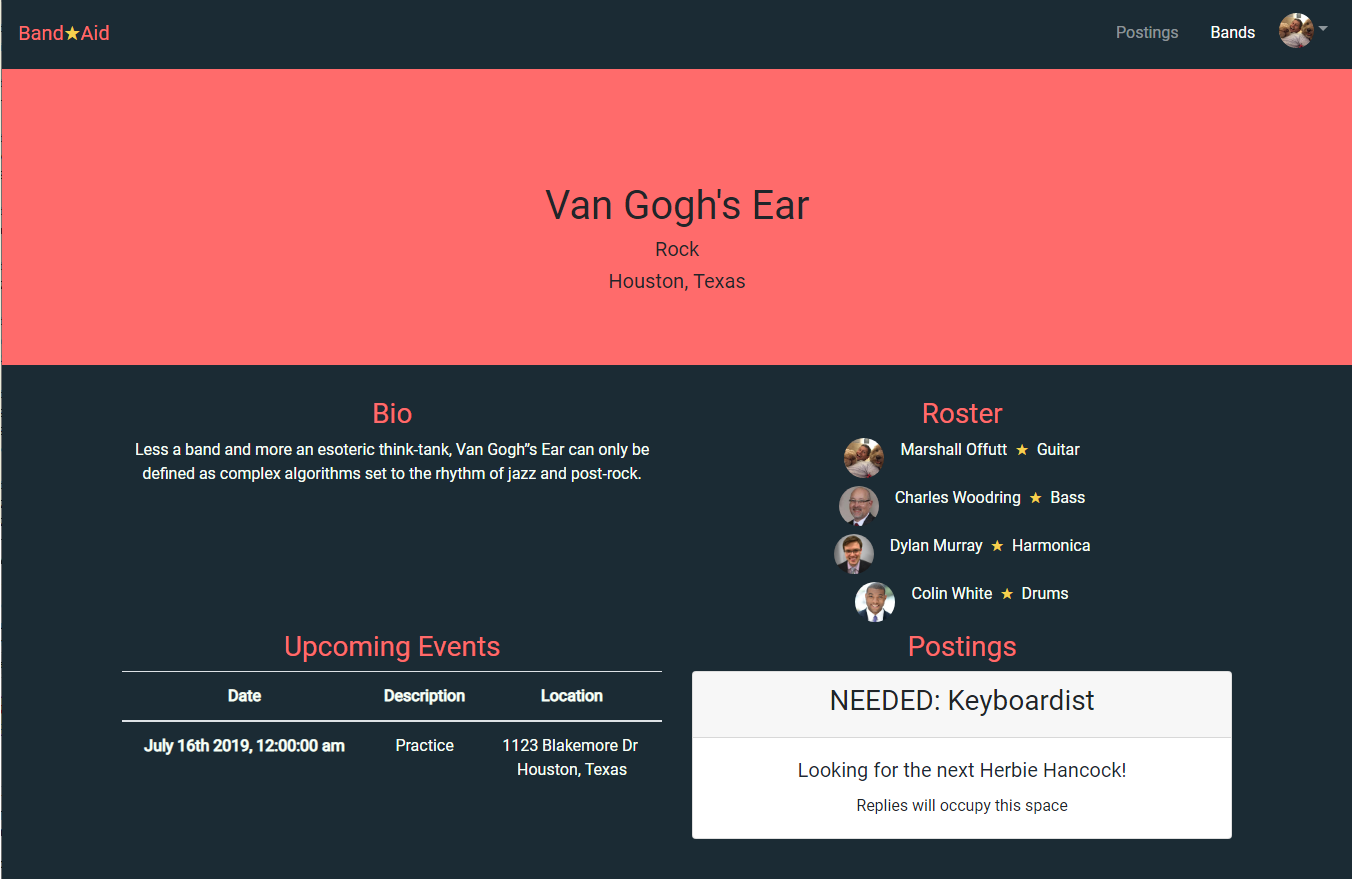 Band★Aid
Postings
Bands
Van Gogh's Ear
Rock
Houston, Texas
Bio
Less a band and more an esoteric think-tank, Van Gogh”s Ear can only be
defined as complex algorithms set to the rhythm of jazz and post-rock.
Roster
Marshall Offutt ★ Guitar
Charles Woodring ★ Bass
Dylan Murray ★ Harmonica
Colin White ★ Drums
Upcoming Events
Date Description Location
July 16th 2019, 12:00:00 am Practice 1123 Blakemore Dr
Houston, Texas
Postings
NEEDED: Keyboardist
Looking for the next Herbie Hancock!
Replies will occupy this space